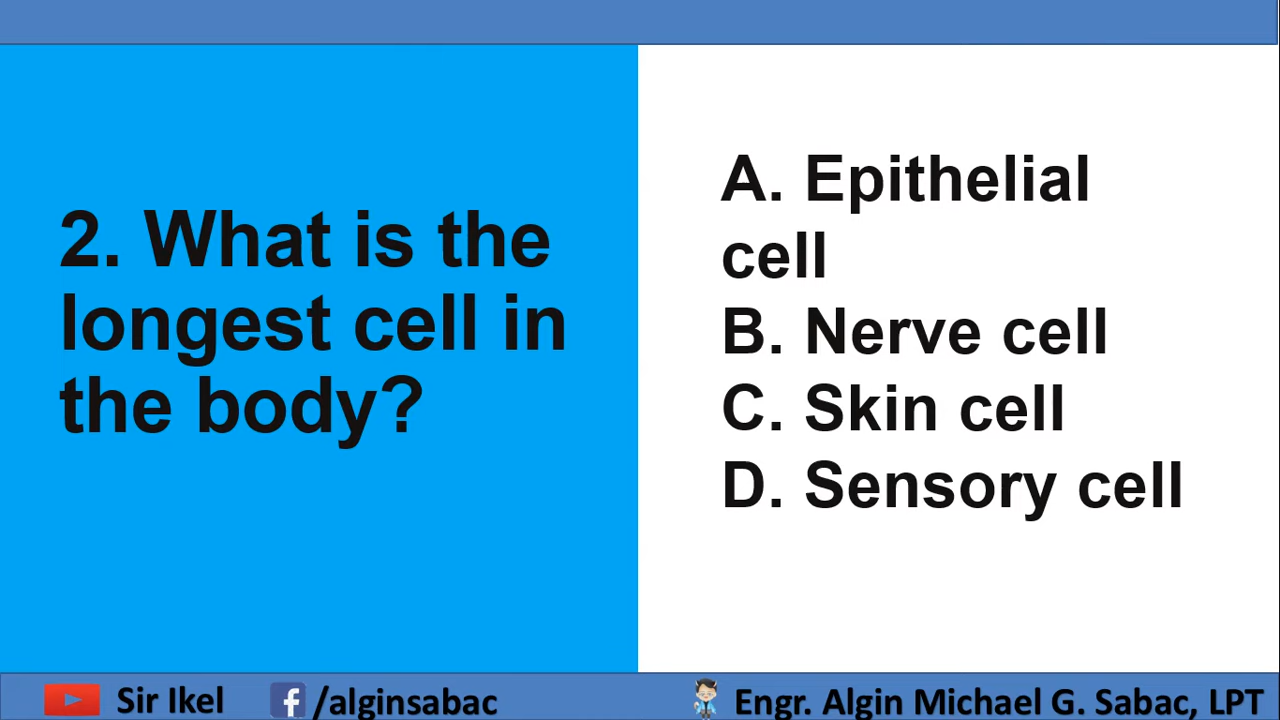 2. What is the
longest cell in
the body?
A. Epithelial
cell
B. Nerve cell
C. Skin cell
D. Sensory cell
Sir Ikel
/alginsabac
Engr. Algin Michael G. Sabac, LPT